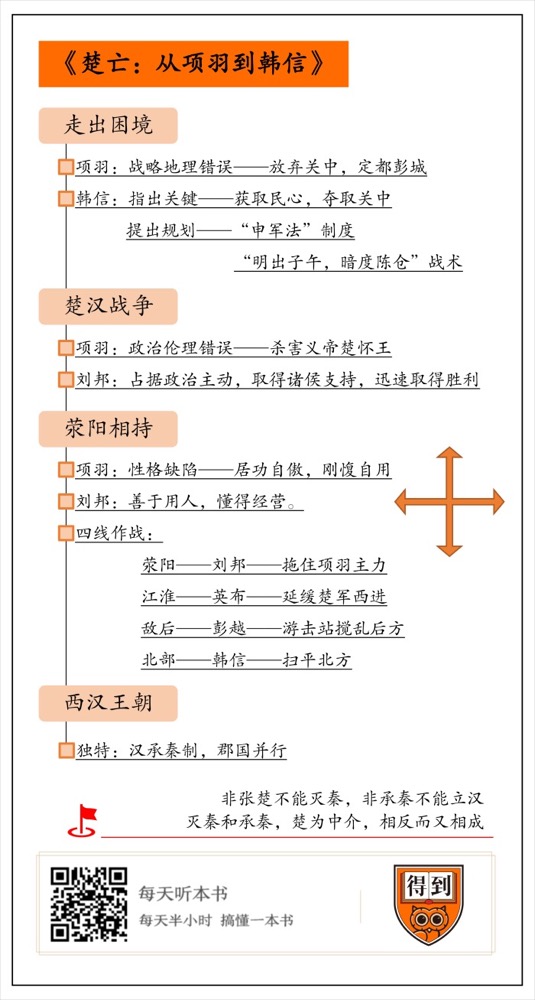 《楚亡：从项羽到韩信》
走出困境
项羽：战略地理错误——放弃关中，定都彭城
韩信：指出关键——获取民心，夺取关中
提出规划——“申军法”制度
“明出子午，暗度陈仓”战术
楚汉战争
项羽：政治伦理错误——杀害义帝楚怀王
刘邦：占据政治主动，取得诸侯支持，迅速取得胜利
荥阳相持
项羽：性格缺陷——居功自傲，刚愎自用
刘邦：善于用人，懂得经营。
四线作战：
荥阳——刘邦——拖住项羽主力
江淮——英布——延缓楚军西进
敌后——彭越——游击站搅乱后方
北部——韩信——扫平北方
西汉王朝
独特：汉承秦制，郡国并行
非张楚不能灭秦，非承秦不能立汉
灭秦和承秦，楚为中介，相反而又相成
每天听本书
每天半小时 搞懂一本书
得到